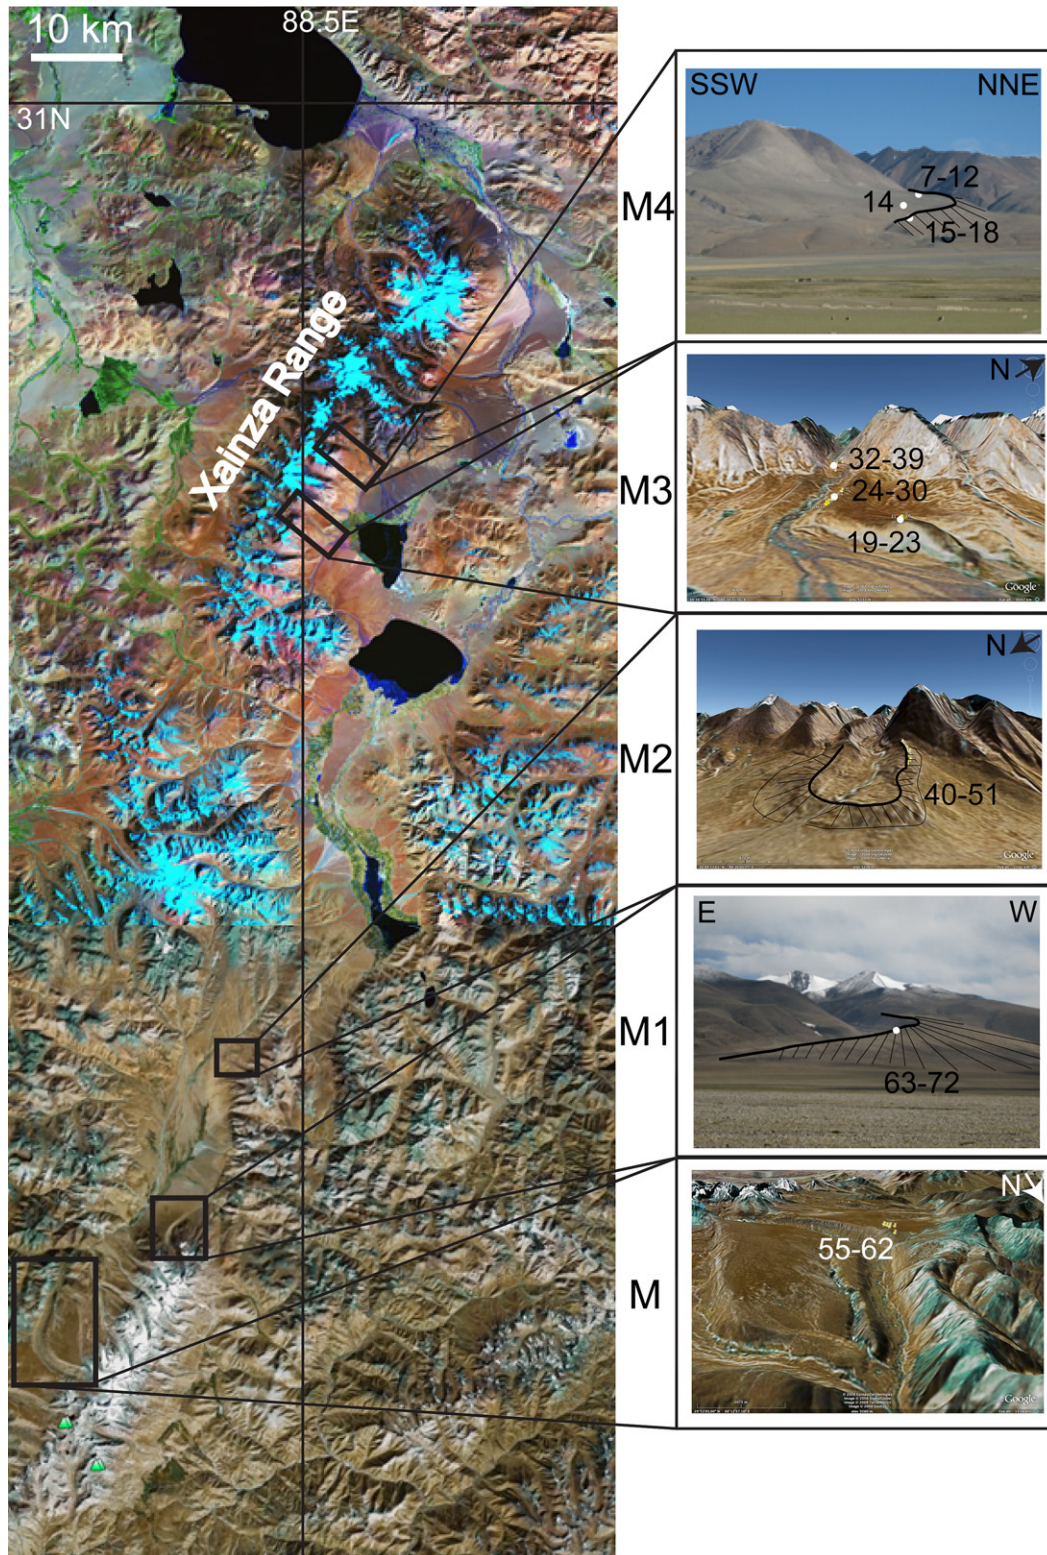 10 km
88.5E
31N
Xainza Range
M4
SSW
NNE
7-12
14
15-18
M3
N
32-39
24-30
19-23
Google
M2
N
40-51
Google
M1
E
W
63-72
M
N
55-62
Google